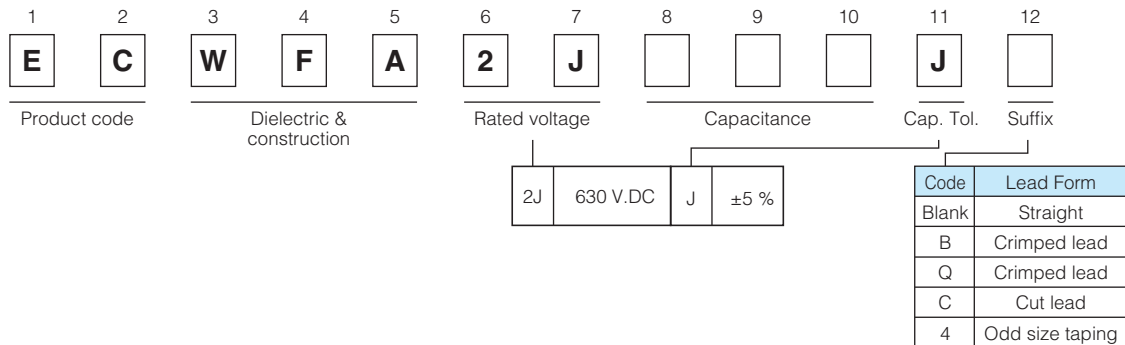 1 2 3 4 5 6 7 8 9 10 11 12
E C W F A 2 J J
Product code Dielectric & construction Rated voltage Capacitance Cap. Tol. Suffix
2J 630 V.DC J ±5 %
Code Lead Form
Blank Straight
B Crimped lead
Q Crimped lead
C Cut lead
4 Odd size taping